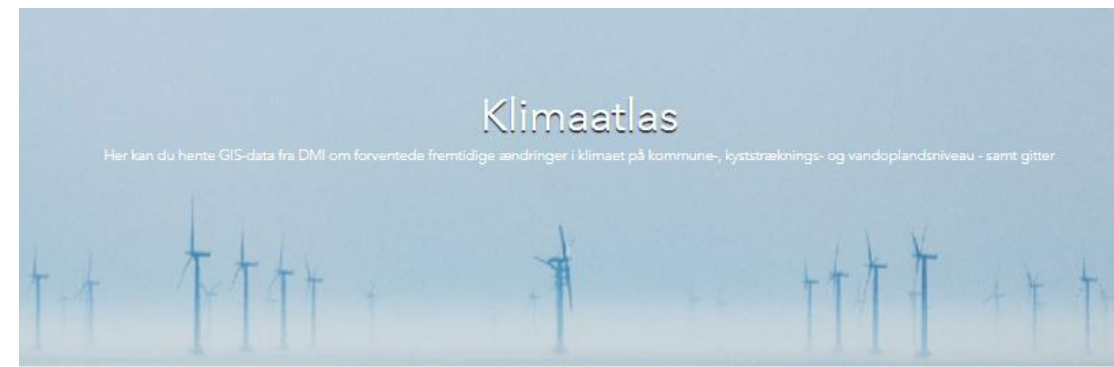 Klimaatlas
Her kan du hente GIS-data fra DMI om forventede fremtidige ændringer i klimaet på kommune-, kyststræknings- og vandoplandsniveau - samt gitter